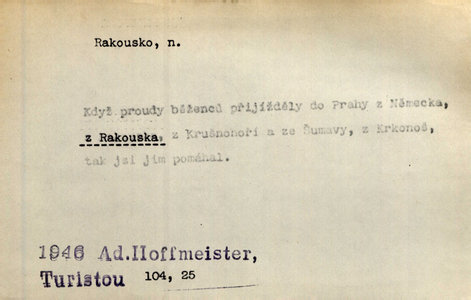 Rakousko, n.
Když proudy běženců přijížděly do Prahy z Německa,
z Rakouska, z Krušnohoří a ze Šumavy, z Krkonoš,
tak jsi jim pomáhal.
1946 Ad.Hoffmeister,
Turistou 104, 25